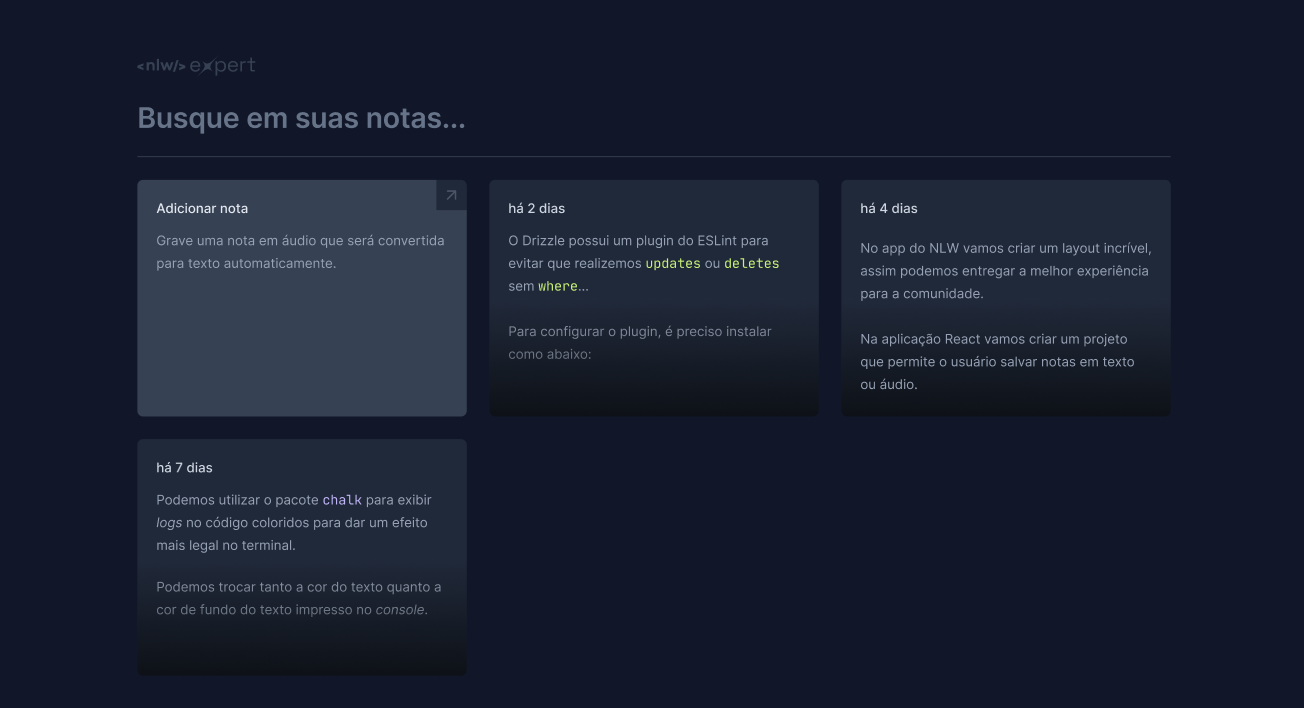 <nlw/> expert
Busque em suas notas...
Adicionar nota
Grave uma nota em áudio que será convertida
para texto automaticamente.
há 2 dias
O Drizzle possui um plugin do ESLint para
evitar que realizemos updates ou deletes
sem where...
Para configurar o plugin, é preciso instalar
como abaixo:
há 4 dias
No app do NLW vamos criar um layout incrível,
assim podemos entregar a melhor experiência
para a comunidade.
Na aplicação React vamos criar um projeto
que permite o usuário salvar notas em texto
ou áudio.
há 7 dias
Podemos utilizar o pacote chalk para exibir
logs no código coloridos para dar um efeito
mais legal no terminal.
Podemos trocar tanto a cor do texto quanto a
cor de fundo do texto impresso no console.